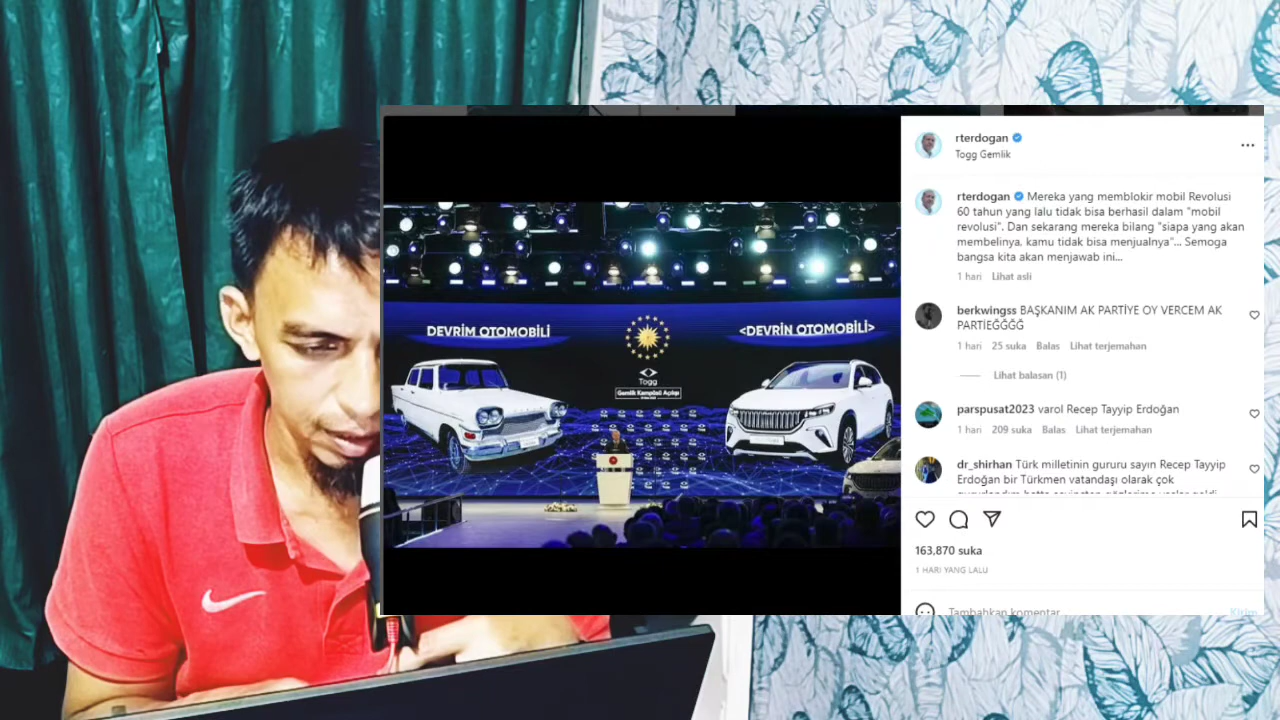 DEVRİM OTOMOBİLİ
<DEVRİN OTOMOBİLİ>
Togg
Gemlik Kampüsü Açılışı
rterdogan
Togg Gemlik
rterdogan Mereka yang memblokir mobil Revolusi
60 tahun yang lalu tidak bisa berhasil dalam "mobil
revolusi". Dan sekarang mereka bilang "siapa yang akan
membelinya, kamu tidak bisa menjualnya"... Semoga
bangsa kita akan menjawab ini...
1 hari Lihat asli
berkwingss BAŞKANIM AK PARTİYE OY VERCEM AK
PARTİEĞĞĞĞ
1 hari 25 suka Balas Lihat terjemahan
Lihat balasan (1)
parspusat2023 varol Recep Tayyip Erdoğan
1 hari 209 suka Balas Lihat terjemahan
dr_shirhan Türk milletinin gururu sayın Recep Tayyip
Erdoğan bir Türkmen vatandaşı olarak çok
163,870 suka
1 HARI YANG LALU
Tambahkan komentar
Kirim